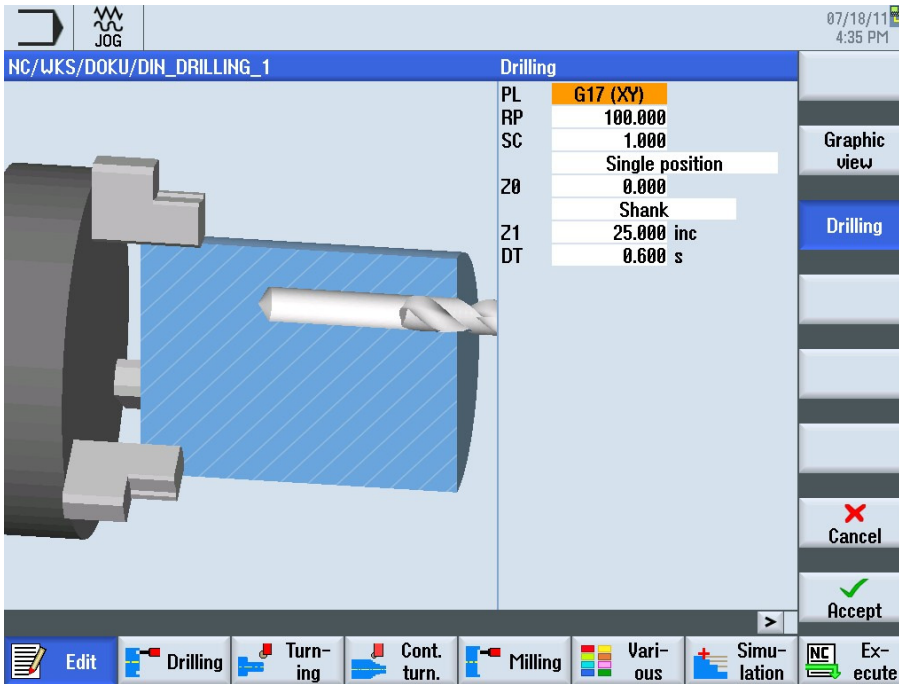 JOG
07/18/11
4:35 PM
NC/WKS/DOKU/DIN_DRILLING_1
Drilling
PL G17 (XY)
RP 100.000
SC 1.000
Single position
Z0 0.000
Shank
Z1 25.000 inc
DT 0.600 s
Graphic
view
Drilling
Cancel
Accept
>
Edit
Drilling
Turn-
ing
Cont.
turn.
Milling
Vari-
ous
Simu-
lation
NC
Ex-
ecute